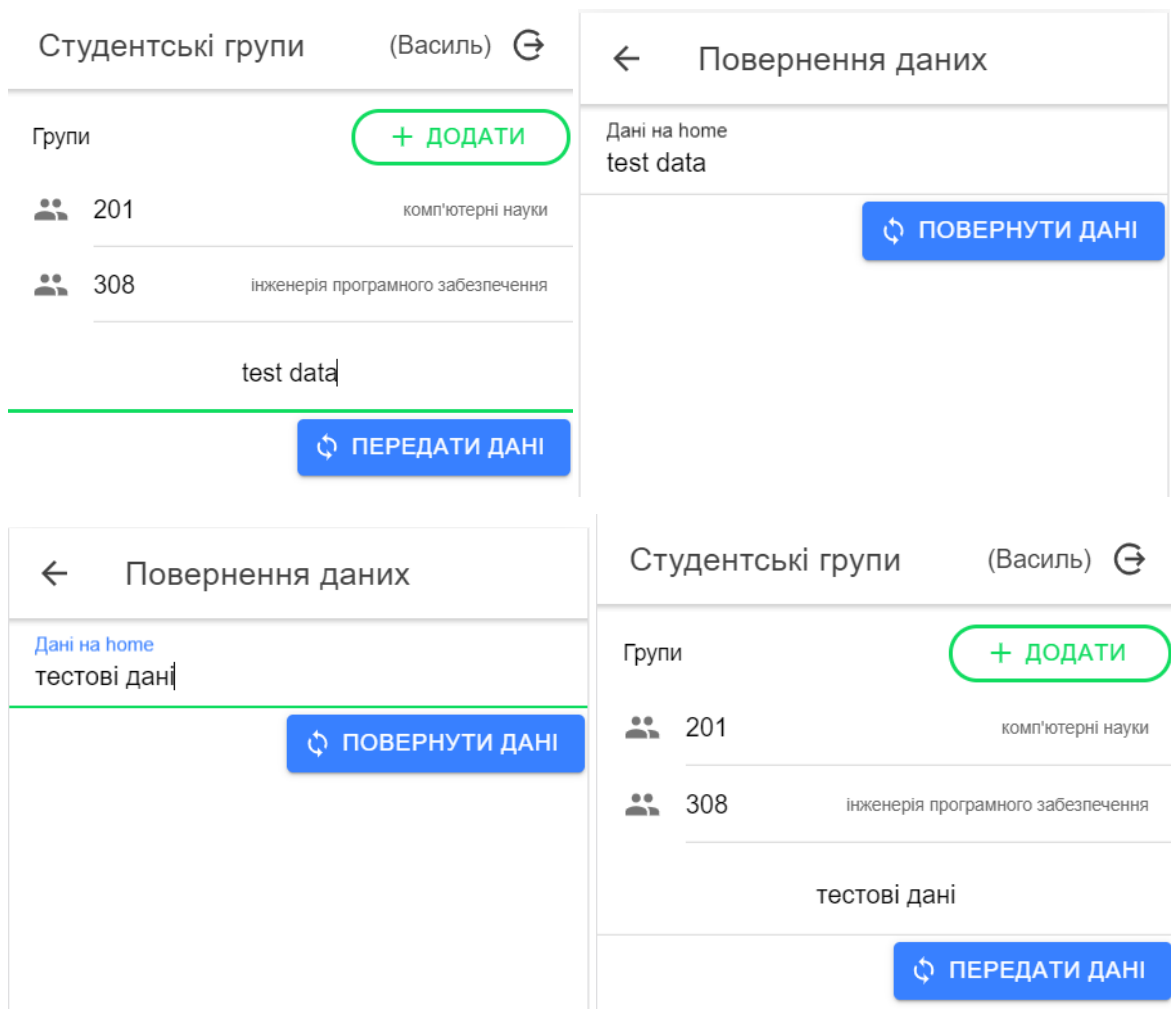 Студентські групи (Василь)
Групи + ДОДАТИ
201 комп'ютерні науки
308 інженерія програмного забезпечення
test data
ПЕРЕДАТИ ДАНІ
Повернення даних
Дані на home
test data
ПОВЕРНУТИ ДАНІ
Повернення даних
Дані на home
тестові дані
ПОВЕРНУТИ ДАНІ
Студентські групи (Василь)
Групи + ДОДАТИ
201 комп'ютерні науки
308 інженерія програмного забезпечення
тестові дані
ПЕРЕДАТИ ДАНІ